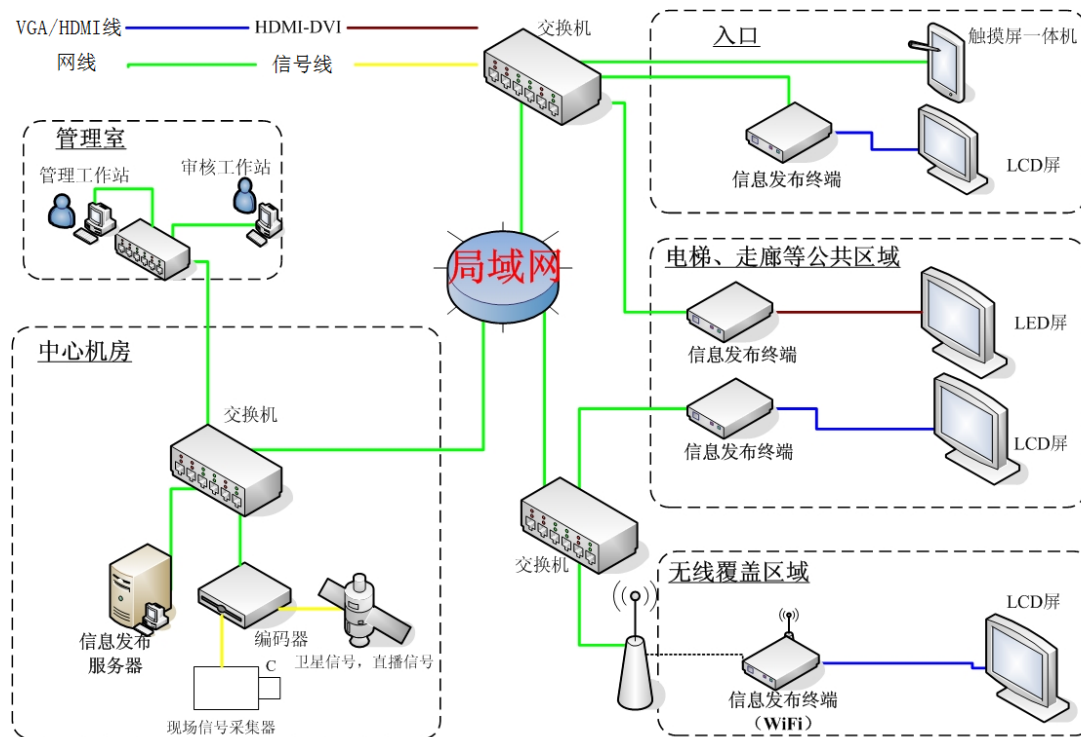 VGA/HDMI线
HDMI-DVI
网线
信号线
交换机
入口
触摸屏一体机
信息发布终端
LCD屏
管理室
管理工作站
审核工作站
局域网
电梯、走廊等公共区域
信息发布终端
LED屏
信息发布终端
LCD屏
中心机房
交换机
信息发布
服务器
编码器
卫星信号，直播信号
C
现场信号采集器
交换机
无线覆盖区域
LCD屏
信息发布终端
（WiFi）